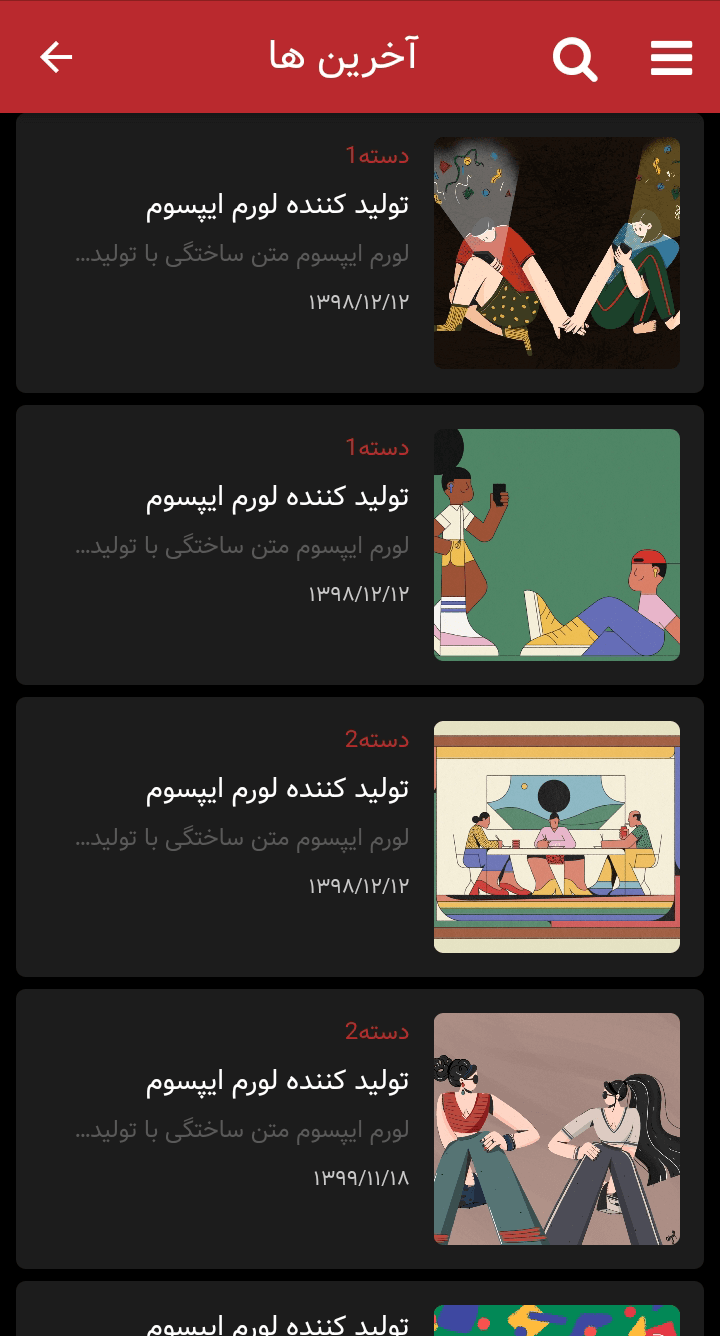 آخرین ها
دسته1
تولید کننده لورم ایپسوم
لورم ایپسوم متن ساختگی با تولید...
۱۳۹۸/۱۲/۱۲
دسته1
تولید کننده لورم ایپسوم
لورم ایپسوم متن ساختگی با تولید...
۱۳۹۸/۱۲/۱۲
دسته2
تولید کننده لورم ایپسوم
لورم ایپسوم متن ساختگی با تولید...
۱۳۹۸/۱۲/۱۲
دسته2
تولید کننده لورم ایپسوم
لورم ایپسوم متن ساختگی با تولید...
۱۳۹۹/۱۱/۱۸
تولید کننده لورم ایپسوم